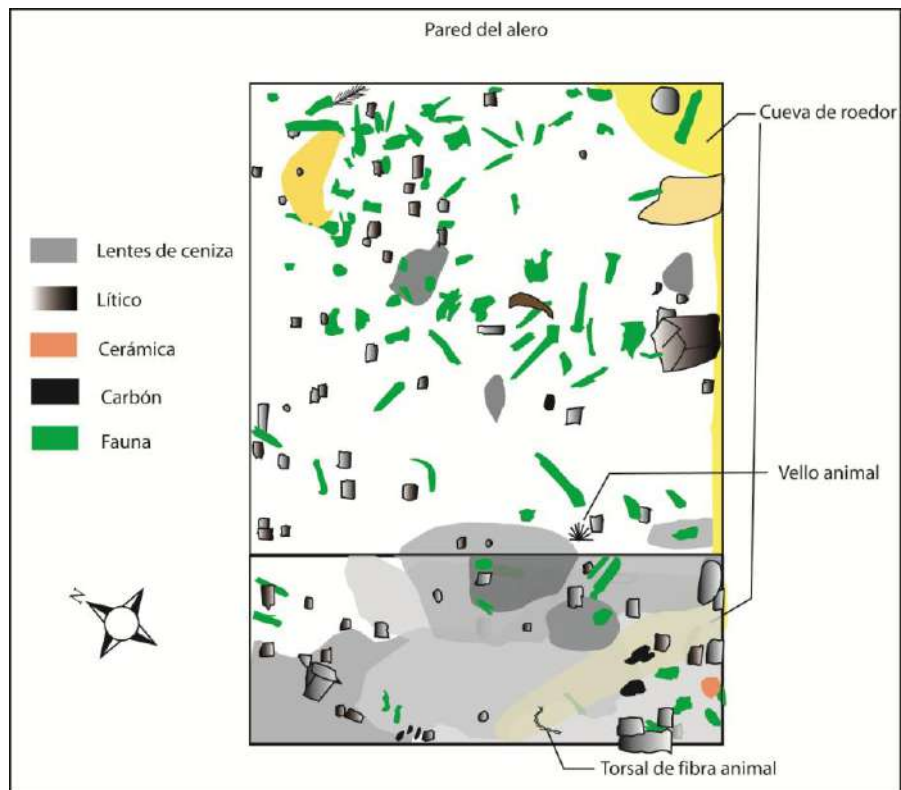 Pared del alero
Cueva de roedor
Lentes de ceniza
Lítico
Cerámica
Carbón
Fauna
Vello animal
N
Torsal de fibra animal